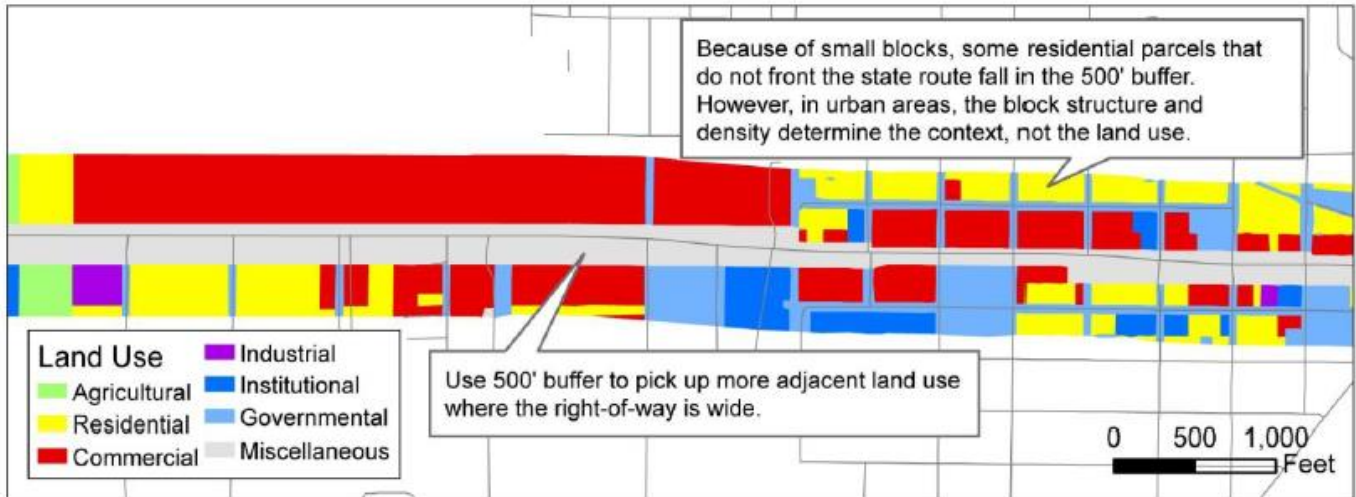 Because of small blocks, some residential parcels that
do not front the state route fall in the 500' buffer.
However, in urban areas, the block structure and
density determine the context, not the land use.
Use 500' buffer to pick up more adjacent land use
where the right-of-way is wide.
Land Use
Agricultural
Residential
Commercial
Industrial
Institutional
Governmental
Miscellaneous
0 500 1,000
Feet